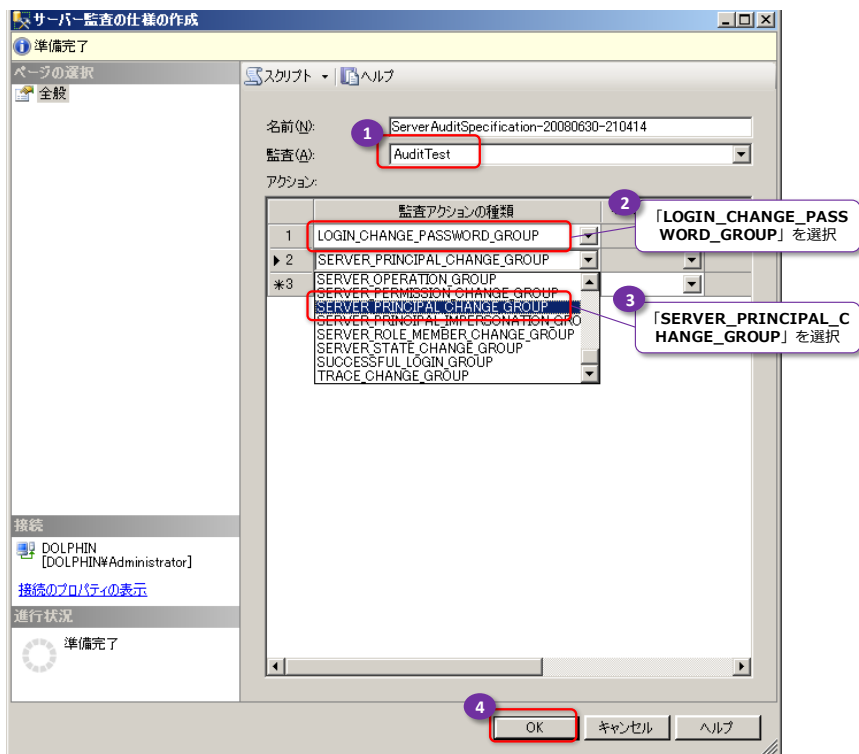 サーバー監査の仕様の作成
準備完了
ページの選択
全般
スクリプト
ヘルプ
名前(N):
ServerAuditSpecification-20080630-210414
1
監査(A):
AuditTest
アクション:
監査アクションの種類
2
「LOGIN_CHANGE_PASS
WORD_GROUP」を選択
1
LOGIN_CHANGE_PASSWORD_GROUP
2
SERVER_PRINCIPAL_CHANGE_GROUP
3
SERVER_OPERATION_GROUP
SERVER_PERMISSION_CHANGE_GROUP
SERVER_PRINCIPAL_CHANGE_GROUP
SERVER_PRINCIPAL_IMPERSONATION_GRO
SERVER_ROLE_MEMBER_CHANGE_GROUP
SERVER_STATE_CHANGE_GROUP
SUCCESSFUL_LOGIN_GROUP
TRACE_CHANGE_GROUP
3
「SERVER_PRINCIPAL_C
HANGE_GROUP」を選択
接続
DOLPHIN
[DOLPHIN¥Administrator]
接続のプロパティの表示
進行状況
準備完了
4
OK
キャンセル
ヘルプ